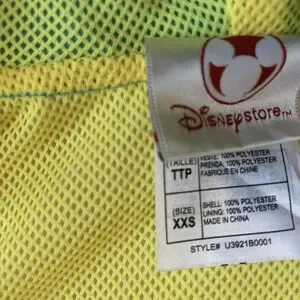 DISNEYSTORE™
(TAILLE)
TTP
VESTE: 100% POLYESTER
PRENDA: 100% POLYESTER
FABRIQUE EN CHINE
(SIZE)
XXS
SHELL: 100% POLYESTER
LINING: 100% POLYESTER
MADE IN CHINA
STYLE# U3921B0001